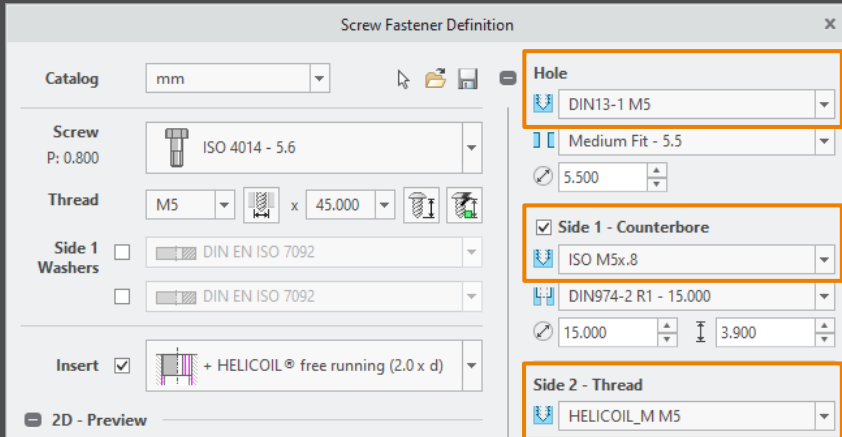 Screw Fastener Definition
Catalog
mm
Screw
P: 0.800
ISO 4014 - 5.6
Thread
M5
x
45.000
Side 1
Washers
DIN EN ISO 7092
DIN EN ISO 7092
Insert
+ HELICOIL® free running (2.0 x d)
2D - Preview
Hole
DIN13-1 M5
Medium Fit - 5.5
5.500
Side 1 - Counterbore
ISO M5x.8
DIN974-2 R1 - 15.000
15.000
3.900
Side 2 - Thread
HELICOIL_M M5